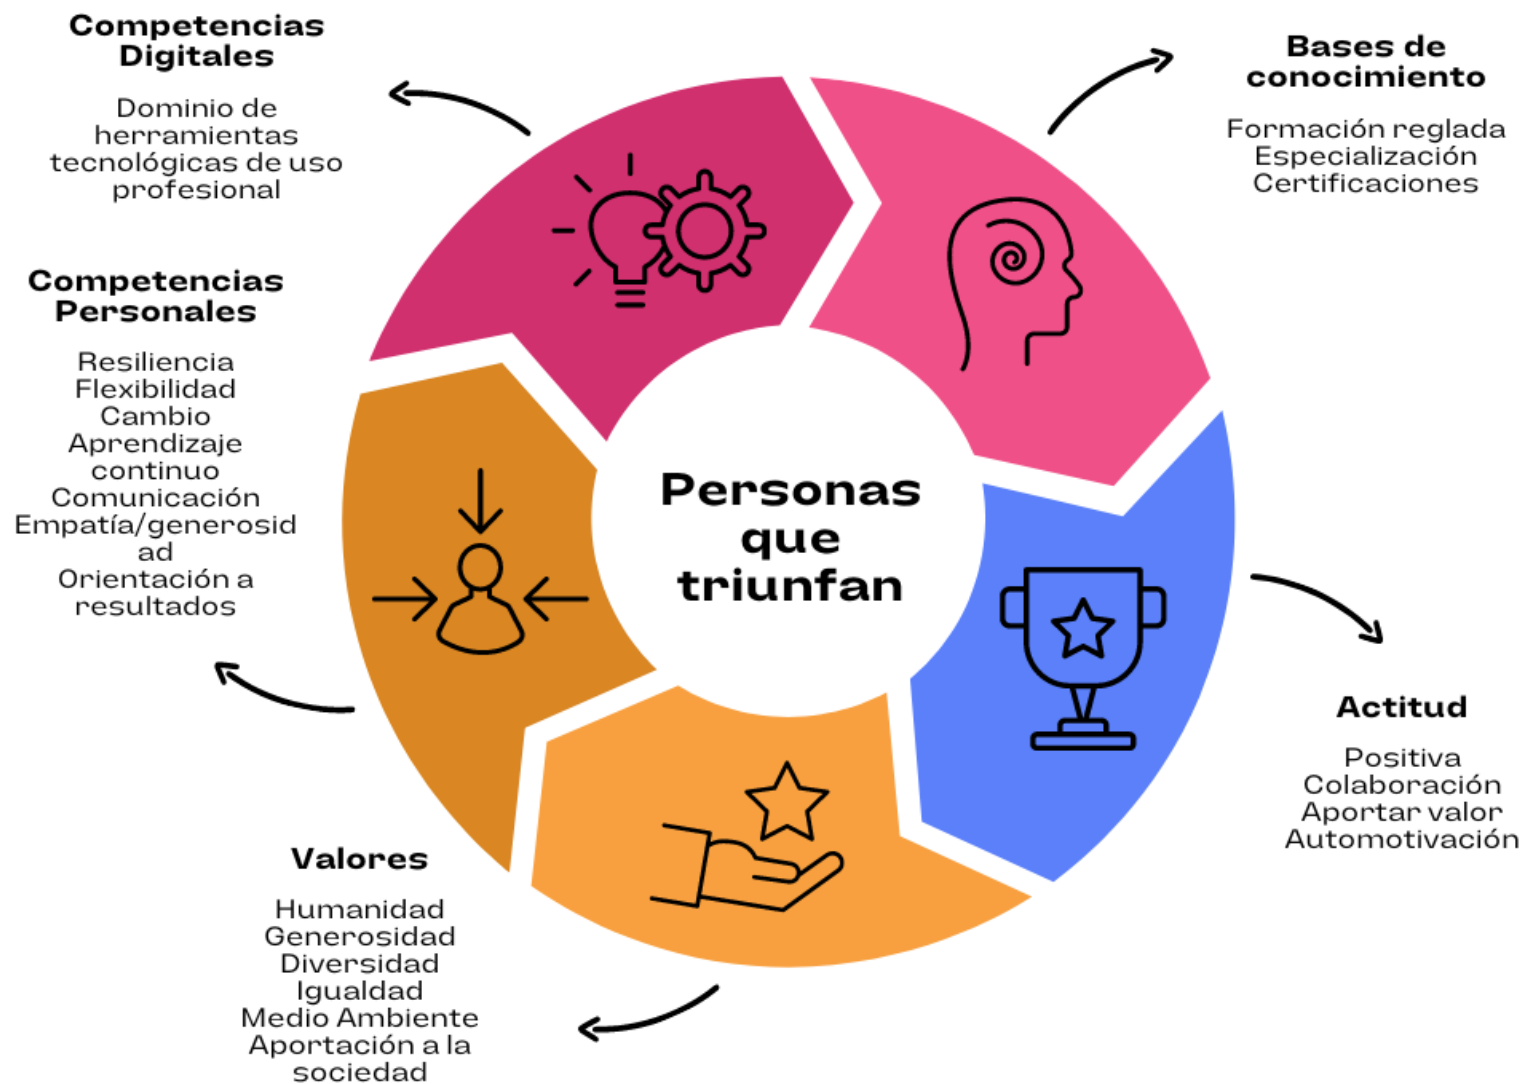 Competencias
Digitales
Dominio de
herramientas
tecnológicas de uso
profesional
Bases de
conocimiento
Formación reglada
Especialización
Certificaciones
Competencias
Personales
Resiliencia
Flexibilidad
Cambio
Aprendizaje
continuo
Comunicación
Empatía/generosid
ad
Orientación a
resultados
Personas
que
triunfan
Actitud
Positiva
Colaboración
Aportar valor
Automotivación
Valores
Humanidad
Generosidad
Diversidad
Igualdad
Medio Ambiente
Aportación a la
sociedad